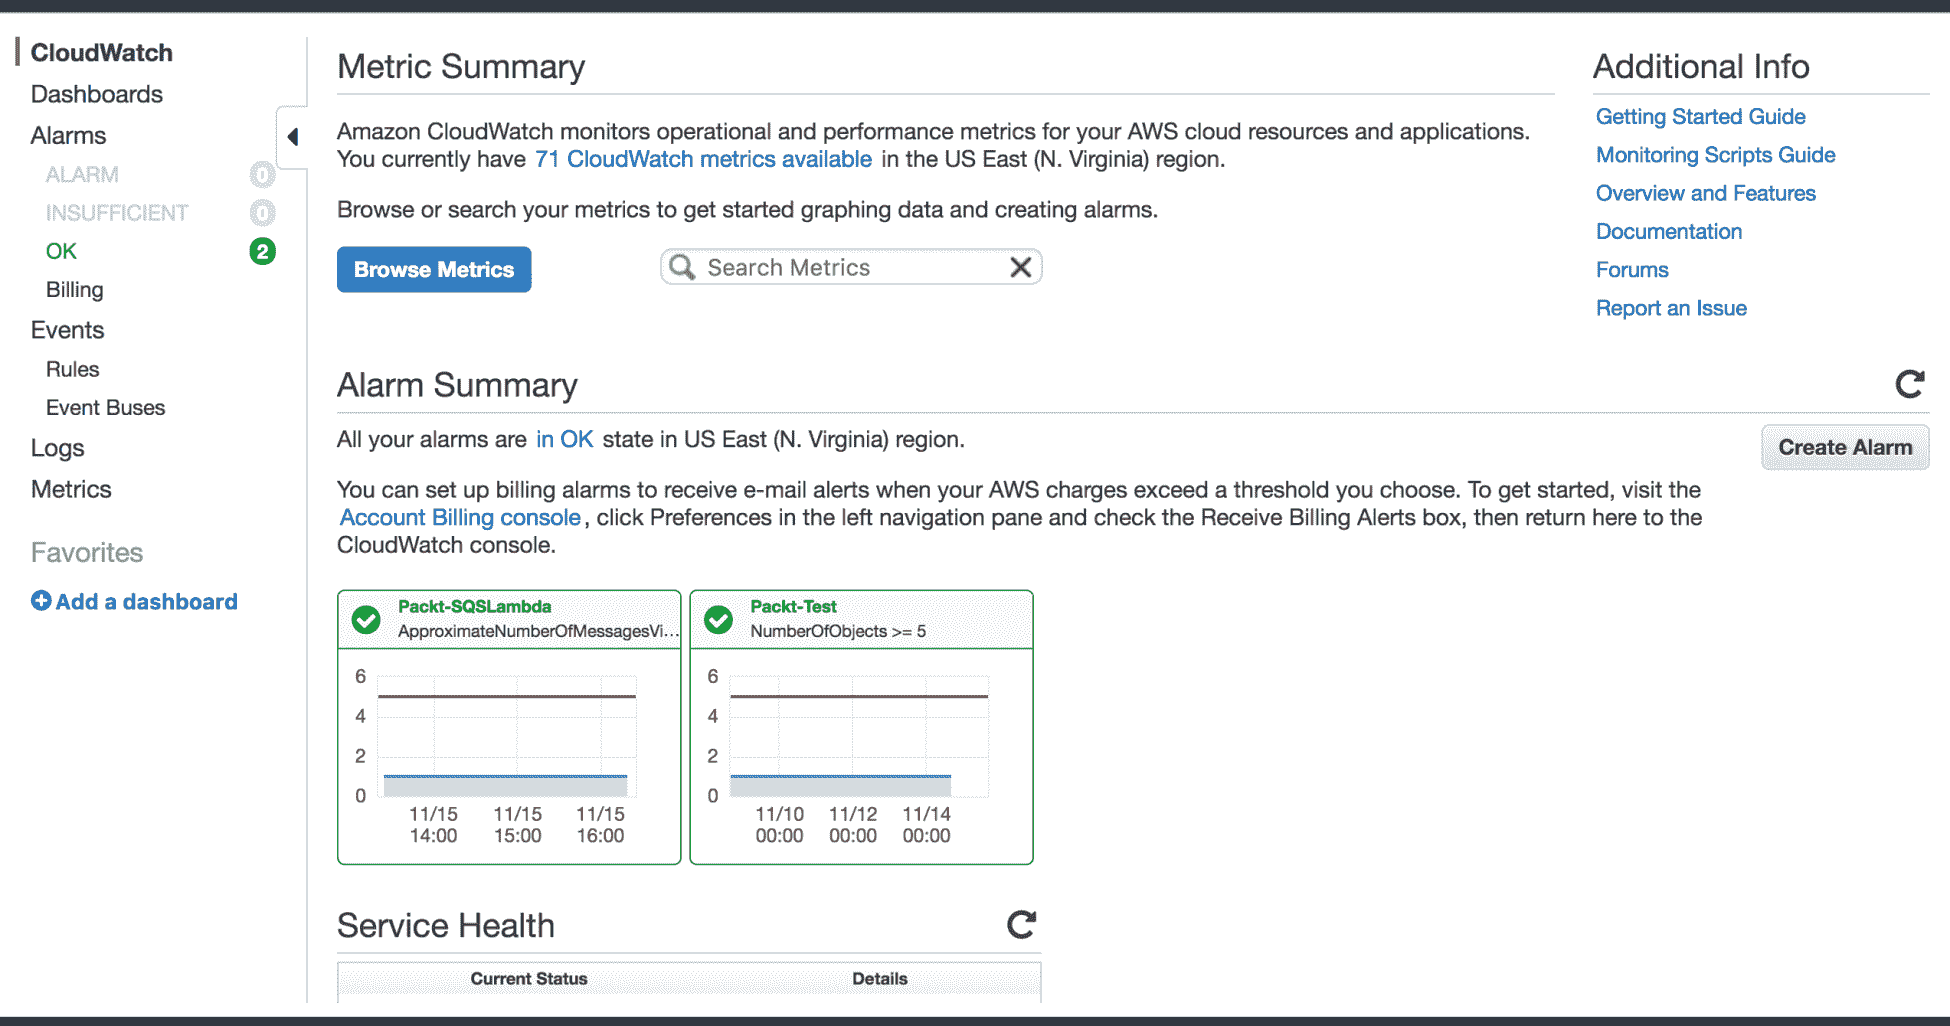 CloudWatch
Dashboards
Alarms
ALARM 0
INSUFFICIENT 0
OK 2
Billing
Events
Rules
Event Buses
Logs
Metrics
Favorites
Add a dashboard
Metric Summary
Amazon CloudWatch monitors operational and performance metrics for your AWS cloud resources and applications.
You currently have 71 CloudWatch metrics available in the US East (N. Virginia) region.
Browse or search your metrics to get started graphing data and creating alarms.
Browse Metrics
Search Metrics
Additional Info
Getting Started Guide
Monitoring Scripts Guide
Overview and Features
Documentation
Forums
Report an Issue
Alarm Summary
All your alarms are in OK state in US East (N. Virginia) region.
Create Alarm
You can set up billing alarms to receive e-mail alerts when your AWS charges exceed a threshold you choose. To get started, visit the
Account Billing console, click Preferences in the left navigation pane and check the Receive Billing Alerts box, then return here to the
CloudWatch console.
Packt-SQSLambda
ApproximateNumberOfMessagesVi...
6
4
2
0
11/15 11/15 11/15
14:00 15:00 16:00
Packt-Test
NumberOfObjects >= 5
6
4
2
0
11/10 11/12 11/14
00:00 00:00 00:00
Service Health
Current Status Details